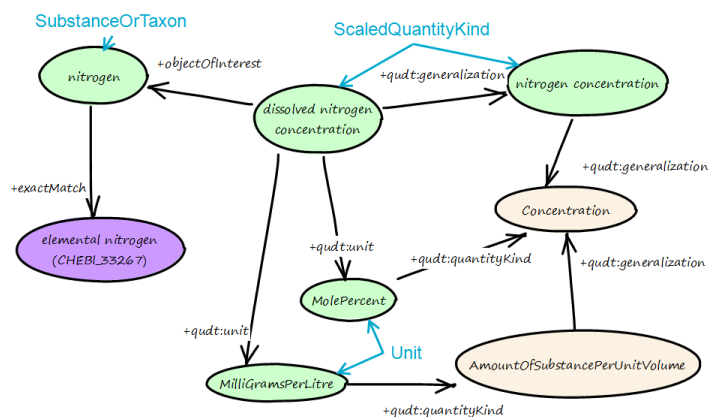 SubstanceOrTaxon
ScaledQuantityKind
nitrogen
+objectOfInterest
+qudt:generalization
nitrogen concentration
dissolved nitrogen
concentration
+exactMatch
+qudt:generalization
Concentration
elemental nitrogen
(CHEBI_33267)
+qudt:unit
+qudt:quantityKind
+qudt:generalization
MolePercent
+qudt:unit
Unit
AmountOfSubstancePerUnitVolume
MilliGramsPerLitre
+qudt:quantityKind